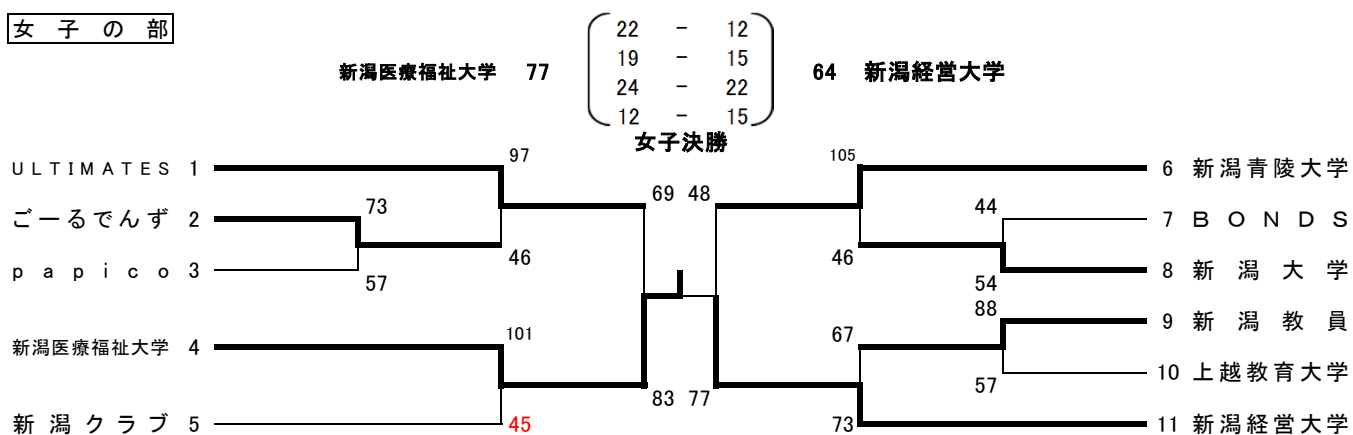 女子の部
22 － 12
新潟医療福祉大学 77 19 － 15 64 新潟経営大学
24 － 22
12 － 15
女子決勝
97 105
ULTIMATES 1 6 新潟青陵大学
69 48
73 44
ごーるでんず 2 7 BONDS
46 46
papico 3 8 新潟大学
57 54
88
101 67 9 新潟教員
新潟医療福祉大学 4
10 上越教育大学
57
83 77
新潟クラブ 5 45 73 11 新潟経営大学